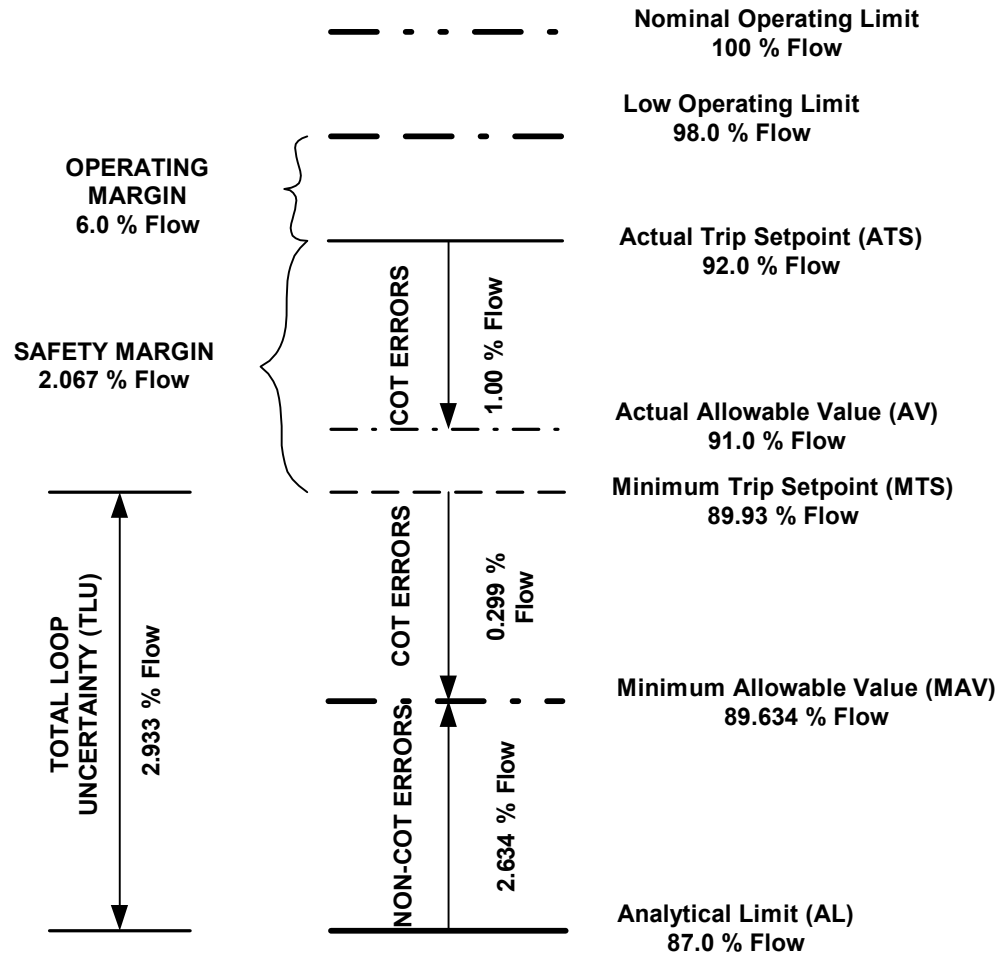 Nominal Operating Limit
100 % Flow
Low Operating Limit
98.0 % Flow
OPERATING
MARGIN
6.0 % Flow
Actual Trip Setpoint (ATS)
92.0 % Flow
COT ERRORS
1.00 % Flow
SAFETY MARGIN
2.067 % Flow
Actual Allowable Value (AV)
91.0 % Flow
Minimum Trip Setpoint (MTS)
89.93 % Flow
TOTAL LOOP
UNCERTAINTY (TLU)
2.933 % Flow
COT ERRORS
0.299 %
Flow
Minimum Allowable Value (MAV)
89.634 % Flow
NON-COT ERRORS
2.634 % Flow
Analytical Limit (AL)
87.0 % Flow